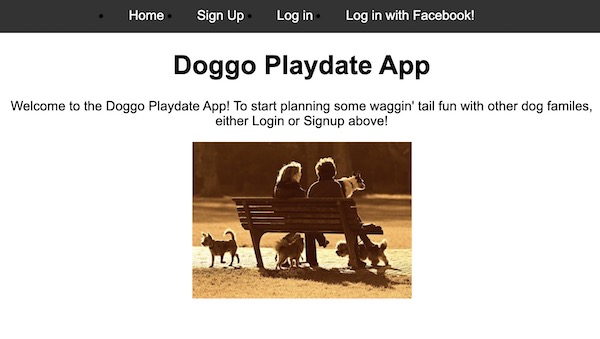 Home Sign Up Log in Log in with Facebook!
Doggo Playdate App
Welcome to the Doggo Playdate App! To start planning some waggin' tail fun with other dog familes,
either Login or Signup above!